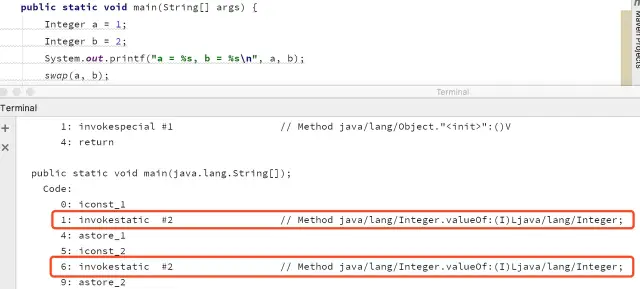 public static void main(String[] args) {
Integer a = 1;
Integer b = 2;
System.out.printf("a = %s, b = %s\n", a, b);
swap(a, b);
Maven Projects
Terminal
Terminal
1: invokespecial #1 // Method java/lang/Object."<init>":()V
4: return
public static void main(java.lang.String[]);
Code:
0: iconst_1
1: invokestatic #2 // Method java/lang/Integer.valueOf:(I)Ljava/lang/Integer;
4: astore_1
5: iconst_2
6: invokestatic #2 // Method java/lang/Integer.valueOf:(I)Ljava/lang/Integer;
9: astore_2